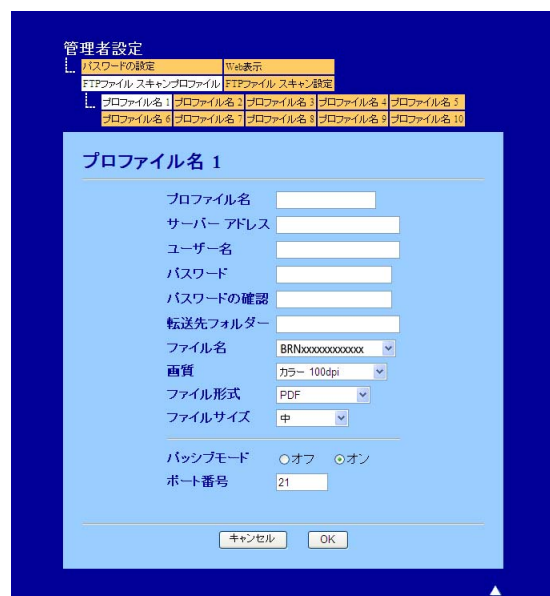 管理者設定
パスワードの設定 Web表示
FTPファイル スキャンプロファイル FTPファイル スキャン設定
プロファイル名 1 プロファイル名 2 プロファイル名 3 プロファイル名 4 プロファイル名 5
プロファイル名 6 プロファイル名 7 プロファイル名 8 プロファイル名 9 プロファイル名 10
プロファイル名 1
プロファイル名
サーバー アドレス
ユーザー名
パスワード
パスワードの確認
転送先フォルダー
ファイル名 BRNxxxxxxxxxxxx
画質 カラー 100dpi
ファイル形式 PDF
ファイルサイズ 中
パッシブモード オフ オン
ポート番号 21
キャンセル OK